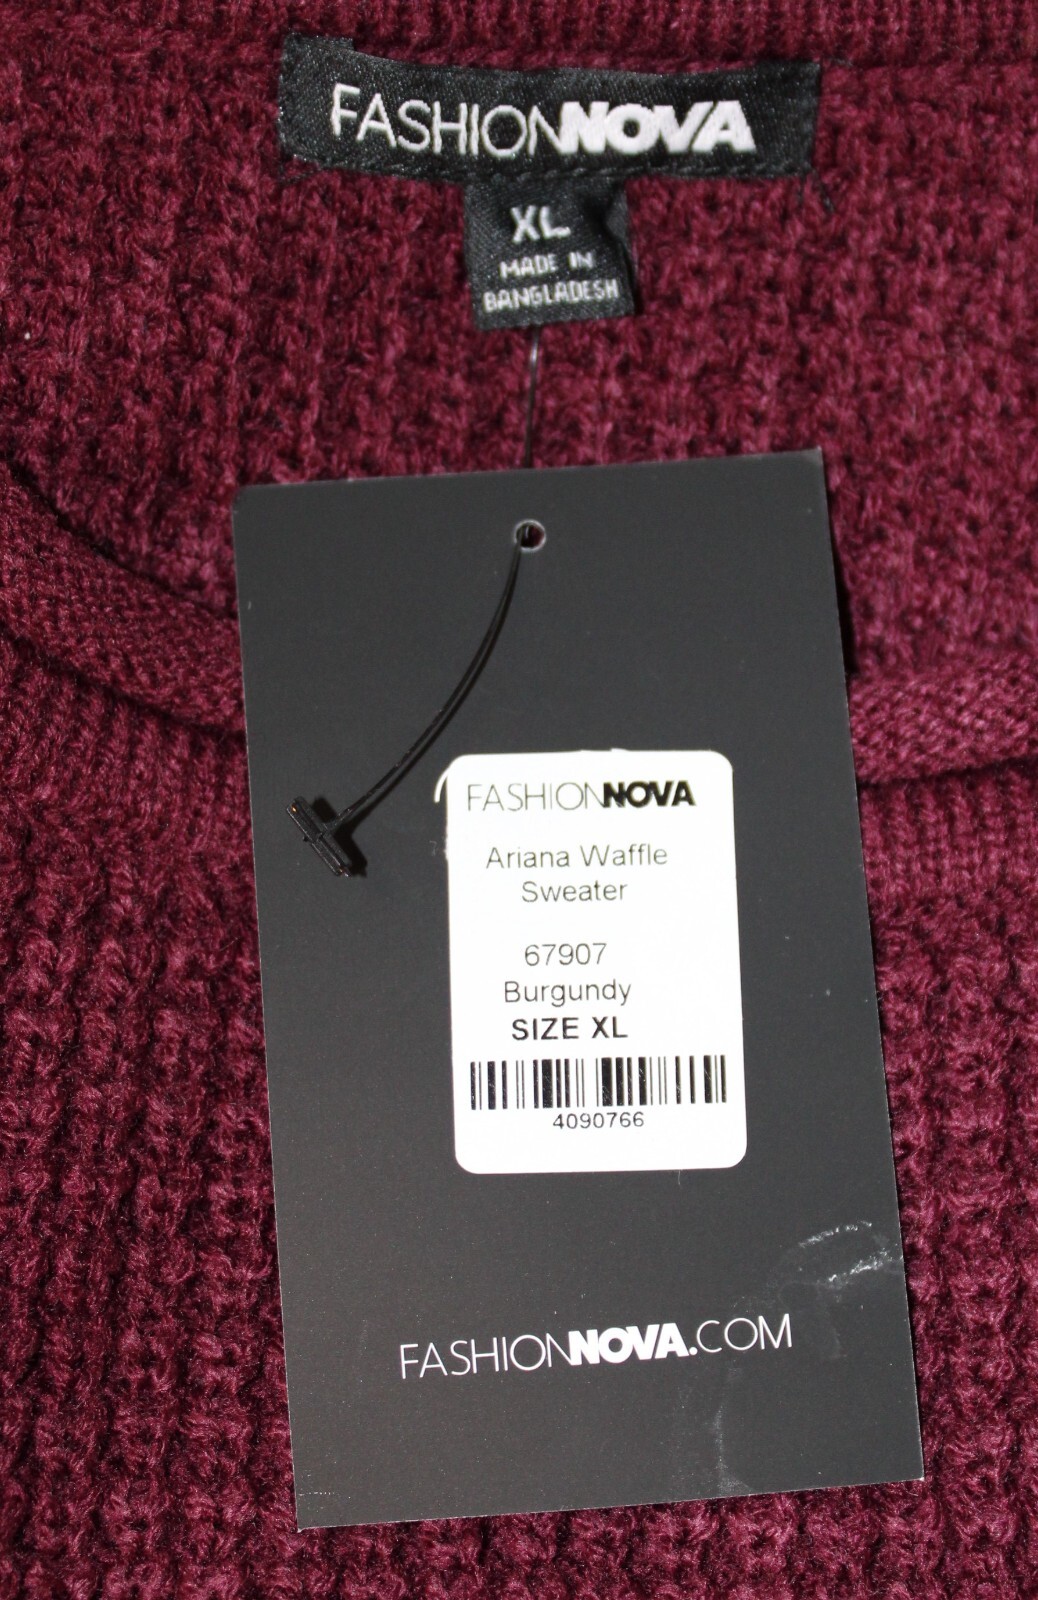 FASHIONNOVA
XL
MADE IN
BANGLADESH
FASHIONNOVA
Ariana Waffle
Sweater
67907
Burgundy
SIZE XL
4090766
FASHIONNOVA.COM